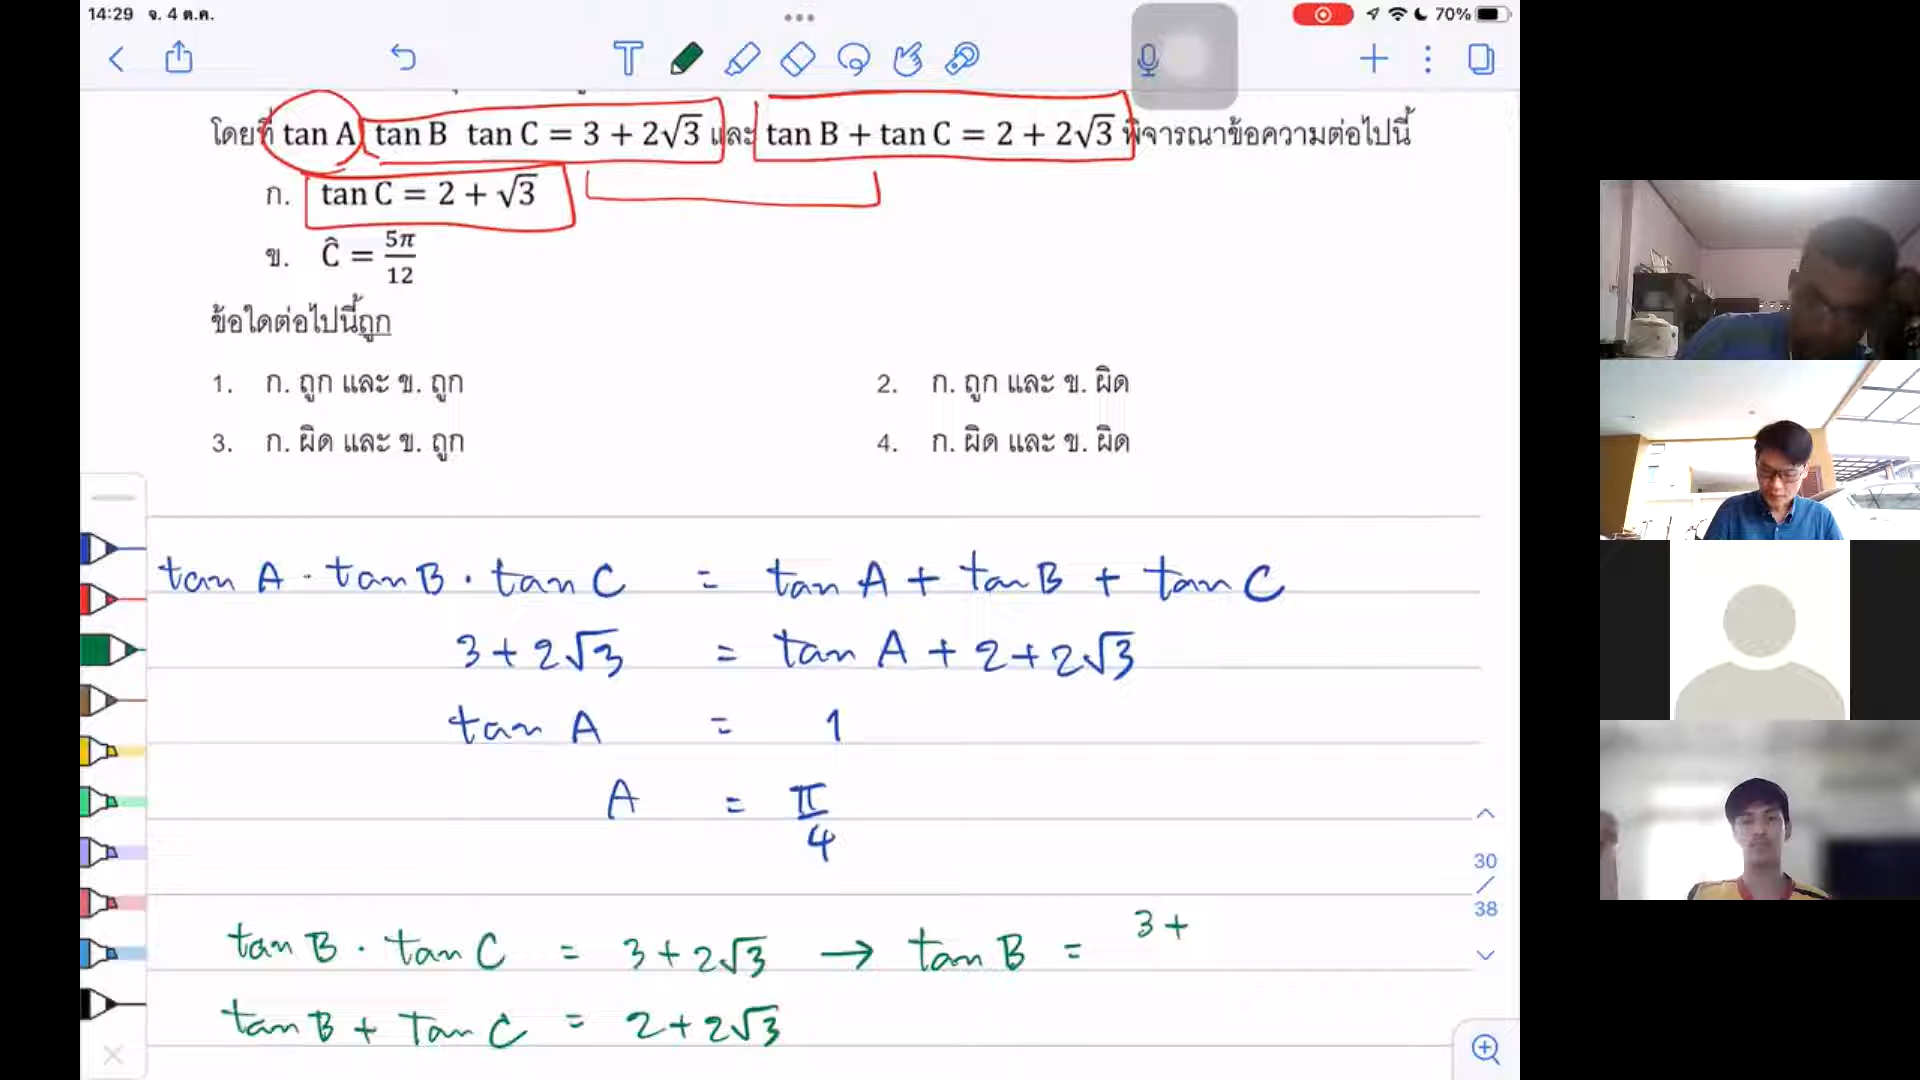 14:29 จ. 4 ต.ค.
70%
โดยที่ tan A tan B tan C = 3 + 2√3 และ tan B + tan C = 2 + 2√3 พิจารณาข้อความต่อไปนี้
ก. tan C = 2 + √3
ข. Ĉ = 5π/12
ข้อใดต่อไปนี้ถูก
1. ก. ถูก และ ข. ถูก
2. ก. ถูก และ ข. ผิด
3. ก. ผิด และ ข. ถูก
4. ก. ผิด และ ข. ผิด
tan A · tan B · tan C = tan A + tan B + tan C
3 + 2√3 = tan A + 2 + 2√3
tan A = 1
A = π/4
30 / 38
tan B · tan C = 3 + 2√3 → tan B = 3 +
tan B + tan C = 2 + 2√3